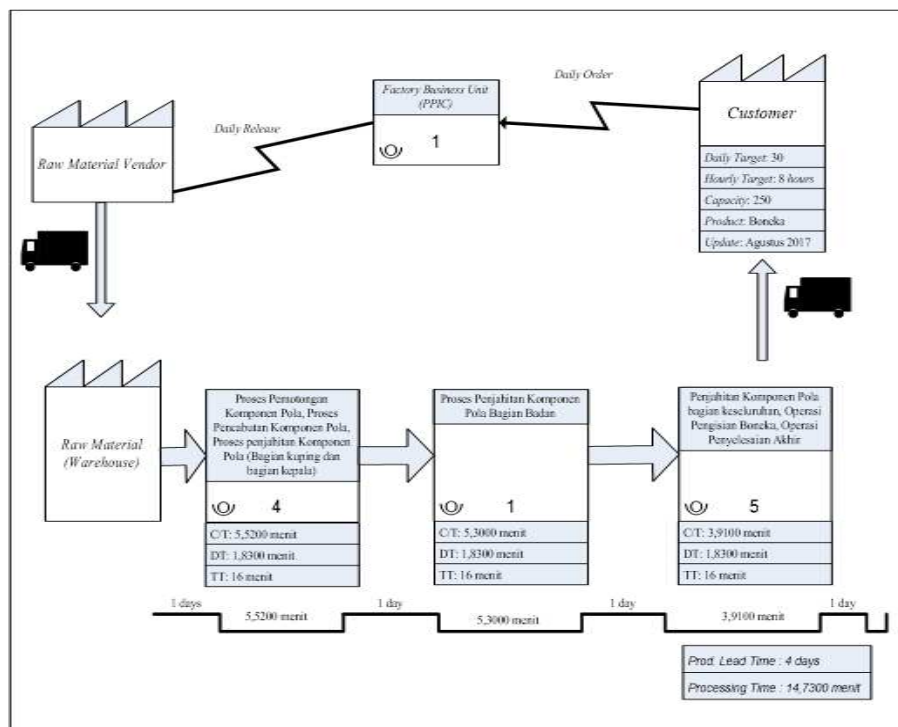 Daily Order
Factory Business Unit
(PPIC)
1
Daily Release
Raw Material Vendor
Customer
Daily Target: 30
Hourly Target: 8 hours
Capacity: 250
Product: Boneka
Update: Agustus 2017
Raw Material
(Warehouse)
Proses Pemotongan
Komponen Pola, Proses
Pencabutan Komponen Pola,
Proses penjahitan Komponen
Pola (Bagian kuping dan
bagian kepala)
4
C/T: 5,5200 menit
DT: 1,8300 menit
TT: 16 menit
Proses Penjahitan Komponen
Pola Bagian Badan
1
C/T: 5,3000 menit
DT: 1,8300 menit
TT: 16 menit
Penjahitan Komponen Pola
bagian keseluruhan, Operasi
Pengisian Boneka, Operasi
Penyelesaian Akhir
5
C/T: 3,9100 menit
DT: 1,8300 menit
TT: 16 menit
1 days
5,5200 menit
1 day
5,3000 menit
1 day
3,9100 menit
1 day
Prod. Lead Time : 4 days
Processing Time : 14,7300 menit